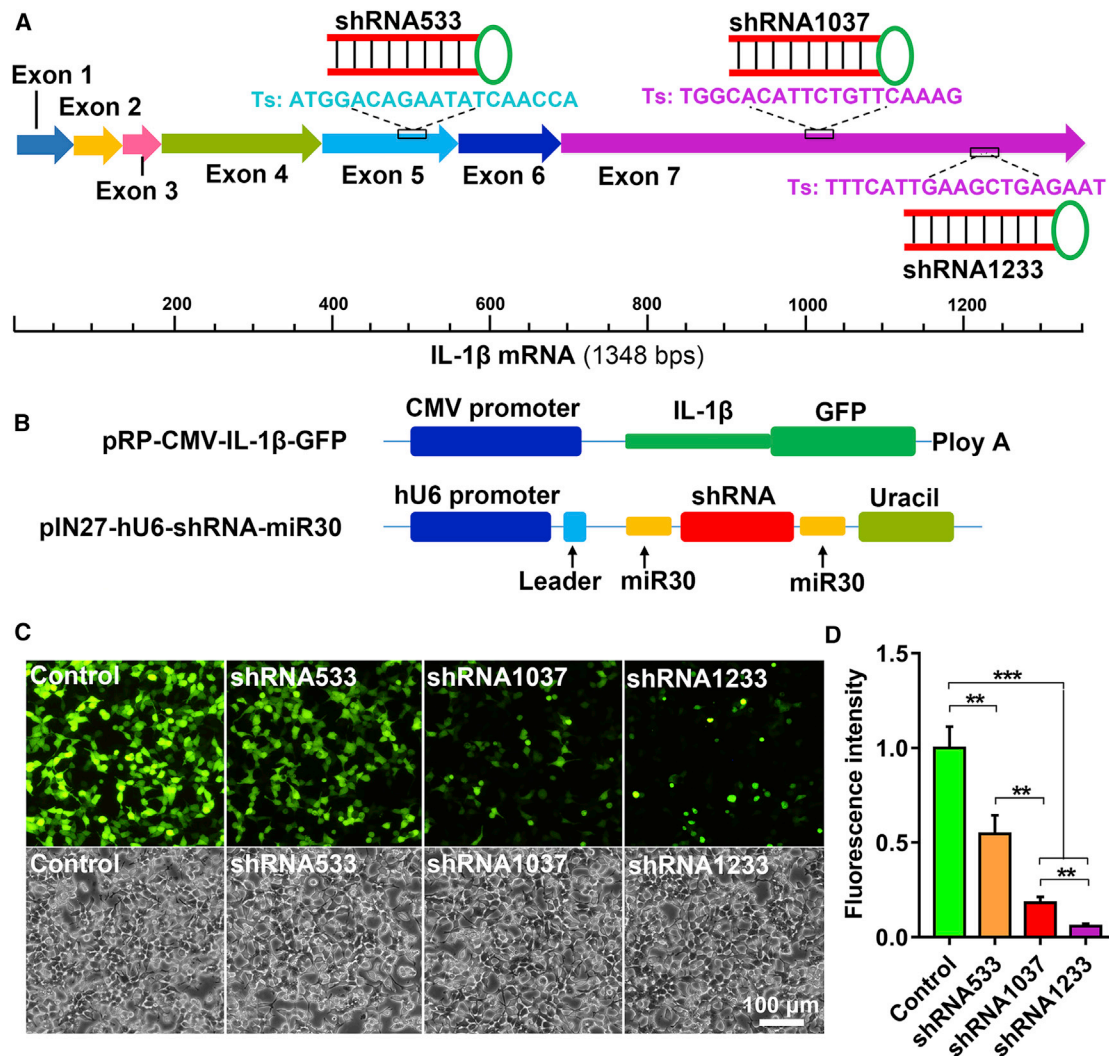 A
shRNA533
shRNA1037
Exon 1
Exon 2
Ts: ATGGACAGAATATCAACCA
Ts: TGGCACATTCTGTTCAAAG
Exon 3
Exon 4
Exon 5
Exon 6
Exon 7
Ts: TTTCATTGAAGCTGAGAAT
shRNA1233
200
400
600
800
1000
1200
IL-1β mRNA (1348 bps)
B
CMV promoter
IL-1β
GFP
pRP-CMV-IL-1β-GFP
Ploy A
hU6 promoter
shRNA
Uracil
pIN27-hU6-shRNA-miR30
Leader
miR30
miR30
C
Control
shRNA533
shRNA1037
shRNA1233
Control
shRNA533
shRNA1037
shRNA1233
100 μm
D
Fluorescence intensity
1.5
1.0
0.5
0.0
***
**
**
**
Control
shRNA533
shRNA1037
shRNA1233